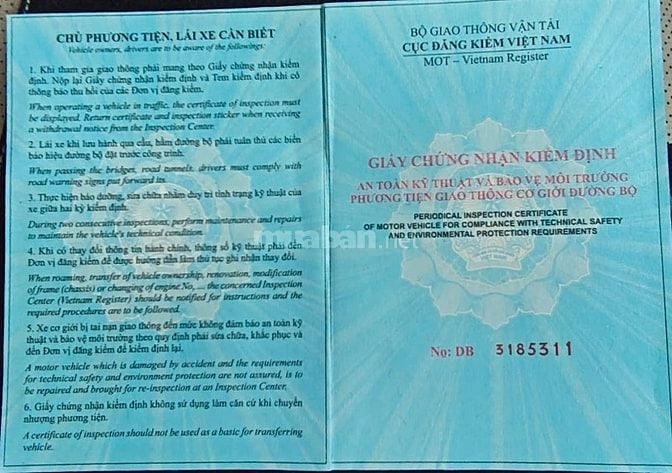 CHỦ PHƯƠNG TIỆN, LÁI XE CẦN BIẾT
Vehicle owners, drivers are to be aware of the followings:
1. Khi tham gia giao thông phải mang theo Giấy chứng nhận kiểm
định. Nộp lại Giấy chứng nhận kiểm định và Tem kiểm định khi có
thông báo thu hồi của các Đơn vị đăng kiểm.
When operating a vehicle in traffic, the certificate of inspection must
be displayed. Return certificate and inspection sticker when receiving
a withdrawal notice from the Inspection Center.
2. Lái xe khi lưu hành qua cầu, hầm đường bộ phải tuân thủ các biển
báo hiệu đường bộ đặt trước công trình.
When passing the bridges, road tunnels, drivers must comply with
road warning signs put forward its.
3. Thực hiện bảo dưỡng, sửa chữa nhằm duy trì tình trạng kỹ thuật của
xe giữa hai kỳ kiểm định.
During two consecutive inspections, perform maintenance and repairs
to maintain the vehicle's technical condition.
4. Khi có thay đổi thông tin hành chính, thông số kỹ thuật phải đến
Đơn vị đăng kiểm để được hướng dẫn làm thủ tục ghi nhận thay đổi.
When roaming, transfer of vehicle ownership, renovation, modification
of frame (chassis) or changing of engine No, ... the concerned Inspection
Center (Vietnam Register) should be notified for instructions and the
required procedures are to be followed.
5. Xe cơ giới bị tai nạn giao thông đến mức không đảm bảo an toàn kỹ
thuật và bảo vệ môi trường theo quy định phải sửa chữa, khắc phục và
đến Đơn vị đăng kiểm để kiểm định lại.
A motor vehicle which is damaged by accident and the requirements
for technical safety and environment protection are not assured, is to
be repaired and brought for re-inspection at an Inspection Center.
6. Giấy chứng nhận kiểm định không sử dụng làm căn cứ khi chuyển
nhượng phương tiện.
A certificate of inspection should not be used as a basic for transferring
vehicle.
BỘ GIAO THÔNG VẬN TẢI
CỤC ĐĂNG KIỂM VIỆT NAM
MOT – Vietnam Register
GIẤY CHỨNG NHẬN KIỂM ĐỊNH
AN TOÀN KỸ THUẬT VÀ BẢO VỆ MÔI TRƯỜNG
PHƯƠNG TIỆN GIAO THÔNG CƠ GIỚI ĐƯỜNG BỘ
PERIODICAL INSPECTION CERTIFICATE
OF MOTOR VEHICLE FOR COMPLIANCE WITH TECHNICAL SAFETY
AND ENVIRONMENTAL PROTECTION REQUIREMENTS
No: DB 3185311
muaban.net